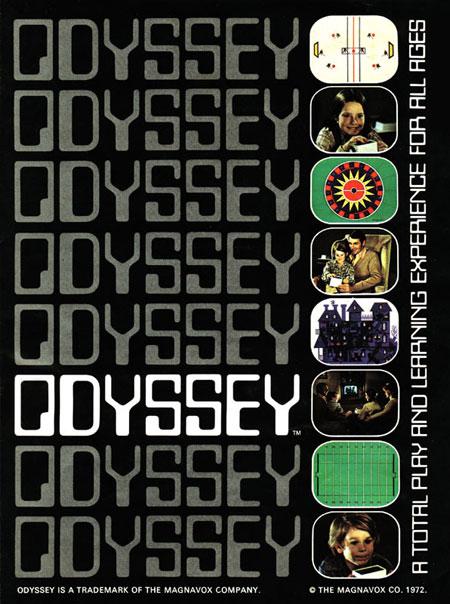 ODYSSEY
ODYSSEY
ODYSSEY
ODYSSEY
ODYSSEY
ODYSSEY™
ODYSSEY
ODYSSEY
A TOTAL PLAY AND LEARNING EXPERIENCE FOR ALL AGES
ODYSSEY IS A TRADEMARK OF THE MAGNAVOX COMPANY.
© THE MAGNAVOX CO. 1972.